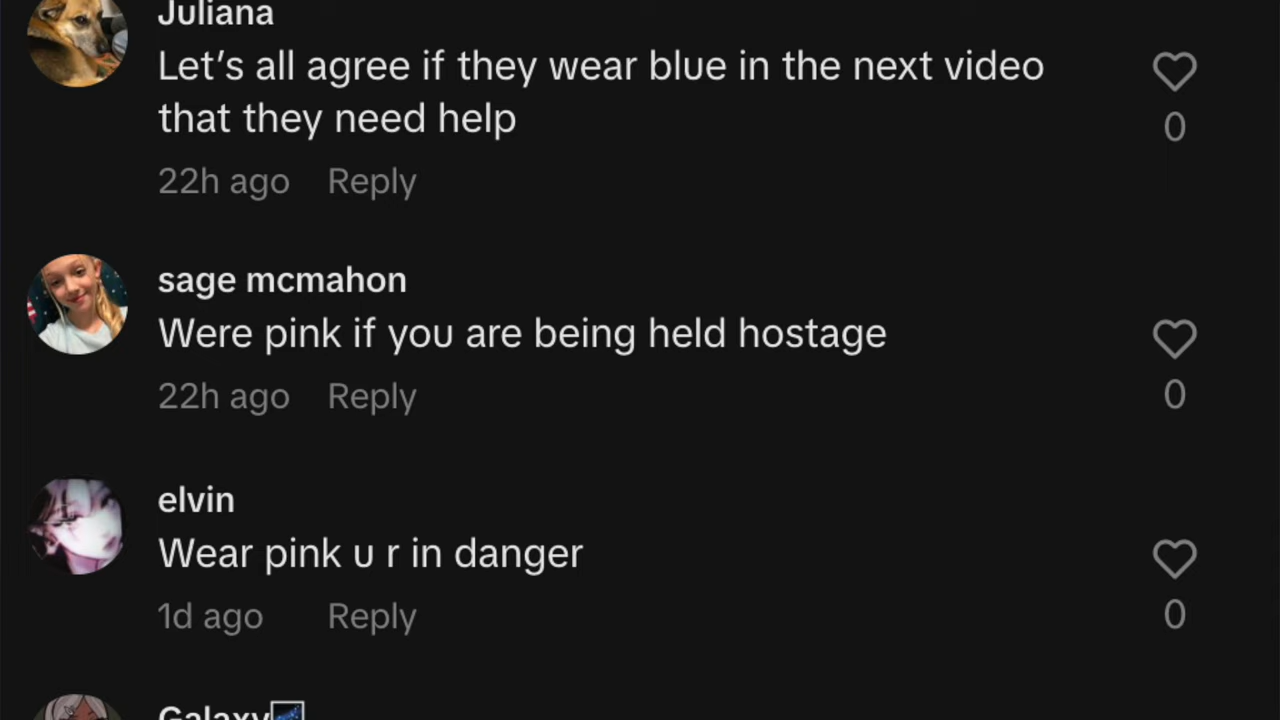 Juliana
Let’s all agree if they wear blue in the next video
that they need help
0
22h ago Reply
sage mcmahon
Were pink if you are being held hostage
0
22h ago Reply
elvin
Wear pink u r in danger
0
1d ago Reply
Galaxy